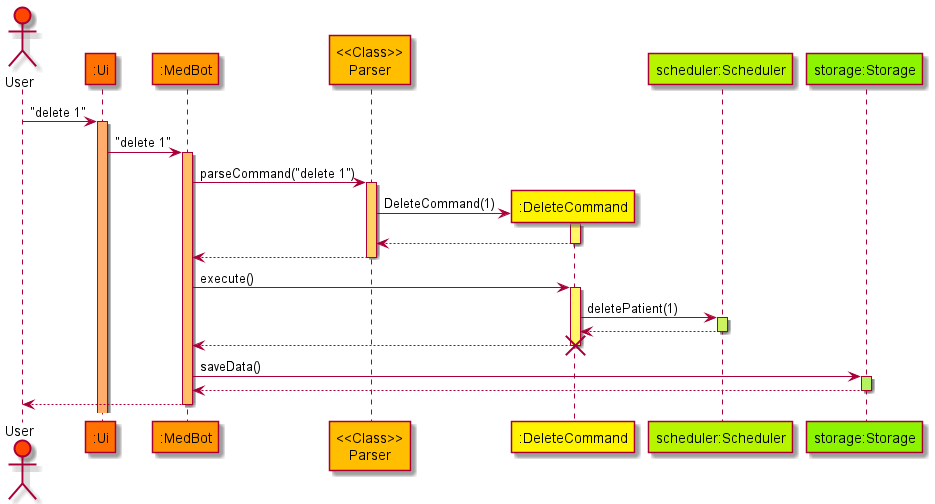 <<Class>>
:Ui
:MedBot
Parser
scheduler:Scheduler
storage:Storage
User
"delete 1"
"delete 1"
parseCommand("delete 1")
DeleteCommand(1)
:DeleteCommand
execute()
deletePatient(1)
saveData()
User
:Ui
:MedBot
<<Class>>
Parser
:DeleteCommand
scheduler:Scheduler
storage:Storage